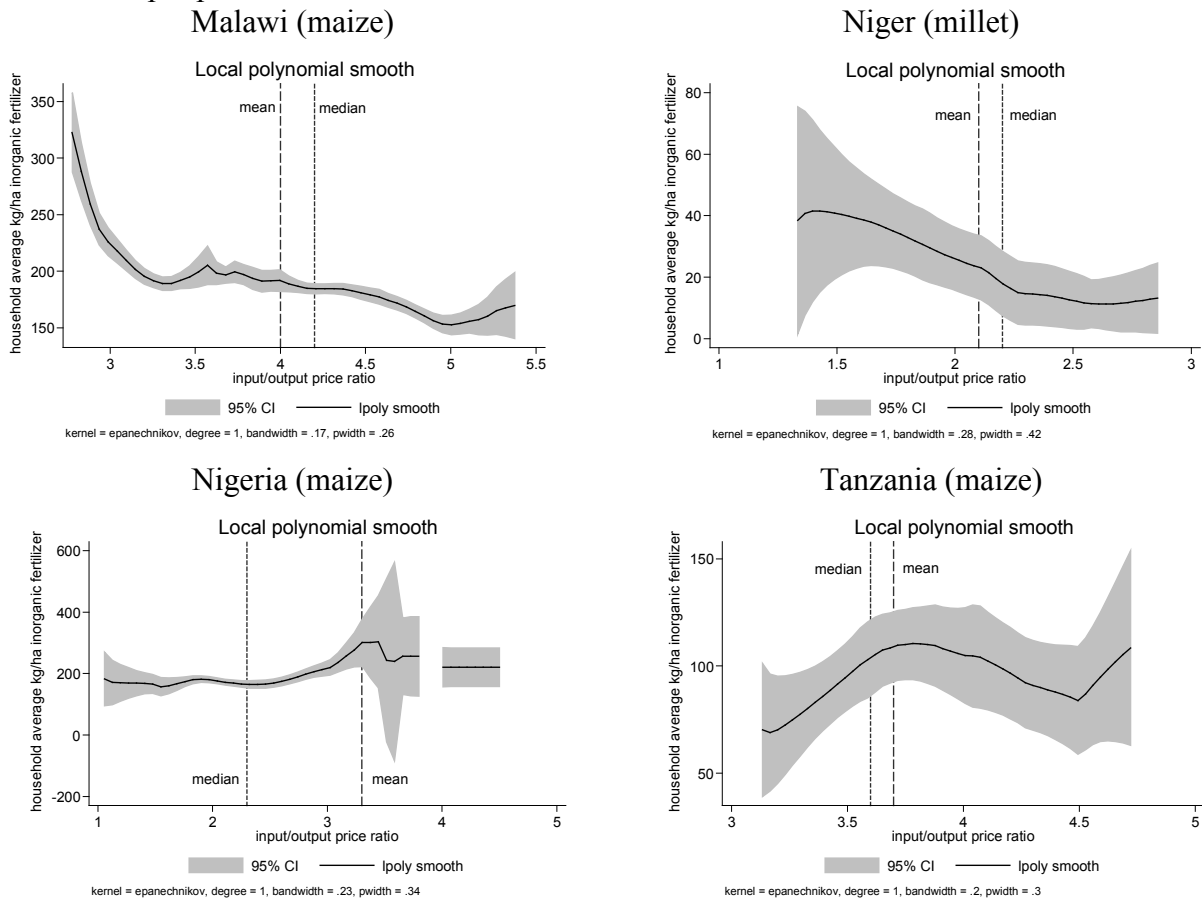 Malawi (maize)
Local polynomial smooth
mean
median
household average kg/ha inorganic fertilizer
350
300
250
200
150
3
3.5
4
4.5
5
5.5
input/output price ratio
95% CI
lpoly smooth
kernel = epanechnikov, degree = 1, bandwidth = .17, pwidth = .26
Niger (millet)
Local polynomial smooth
mean
median
household average kg/ha inorganic fertilizer
80
60
40
20
0
1
1.5
2
2.5
3
input/output price ratio
95% CI
lpoly smooth
kernel = epanechnikov, degree = 1, bandwidth = .28, pwidth = .42
Nigeria (maize)
Local polynomial smooth
median
mean
household average kg/ha inorganic fertilizer
600
400
200
0
-200
1
2
3
4
5
input/output price ratio
95% CI
lpoly smooth
kernel = epanechnikov, degree = 1, bandwidth = .23, pwidth = .34
Tanzania (maize)
Local polynomial smooth
median
mean
household average kg/ha inorganic fertilizer
150
100
50
3
3.5
4
4.5
5
input/output price ratio
95% CI
lpoly smooth
kernel = epanechnikov, degree = 1, bandwidth = .2, pwidth = .3